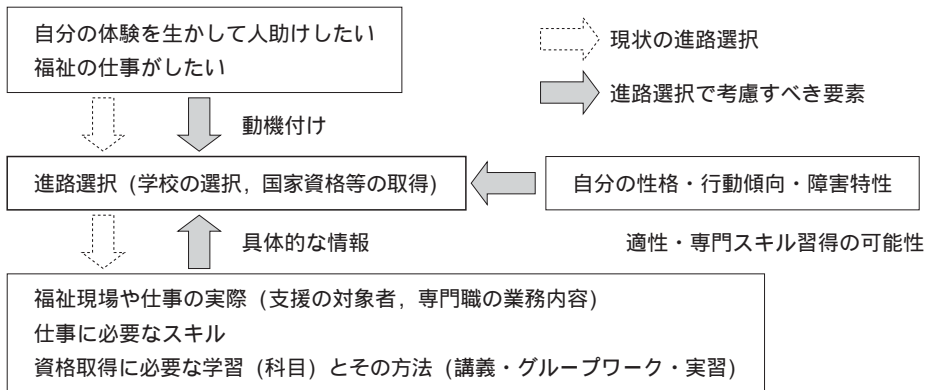 自分の体験を生かして人助けしたい
福祉の仕事がしたい
現状の進路選択
進路選択で考慮すべき要素
動機付け
進路選択（学校の選択，国家資格等の取得）
自分の性格・行動傾向・障害特性
具体的な情報
適性・専門スキル習得の可能性
福祉現場や仕事の実際（支援の対象者，専門職の業務内容）
仕事に必要なスキル
資格取得に必要な学習（科目）とその方法（講義・グループワーク・実習）